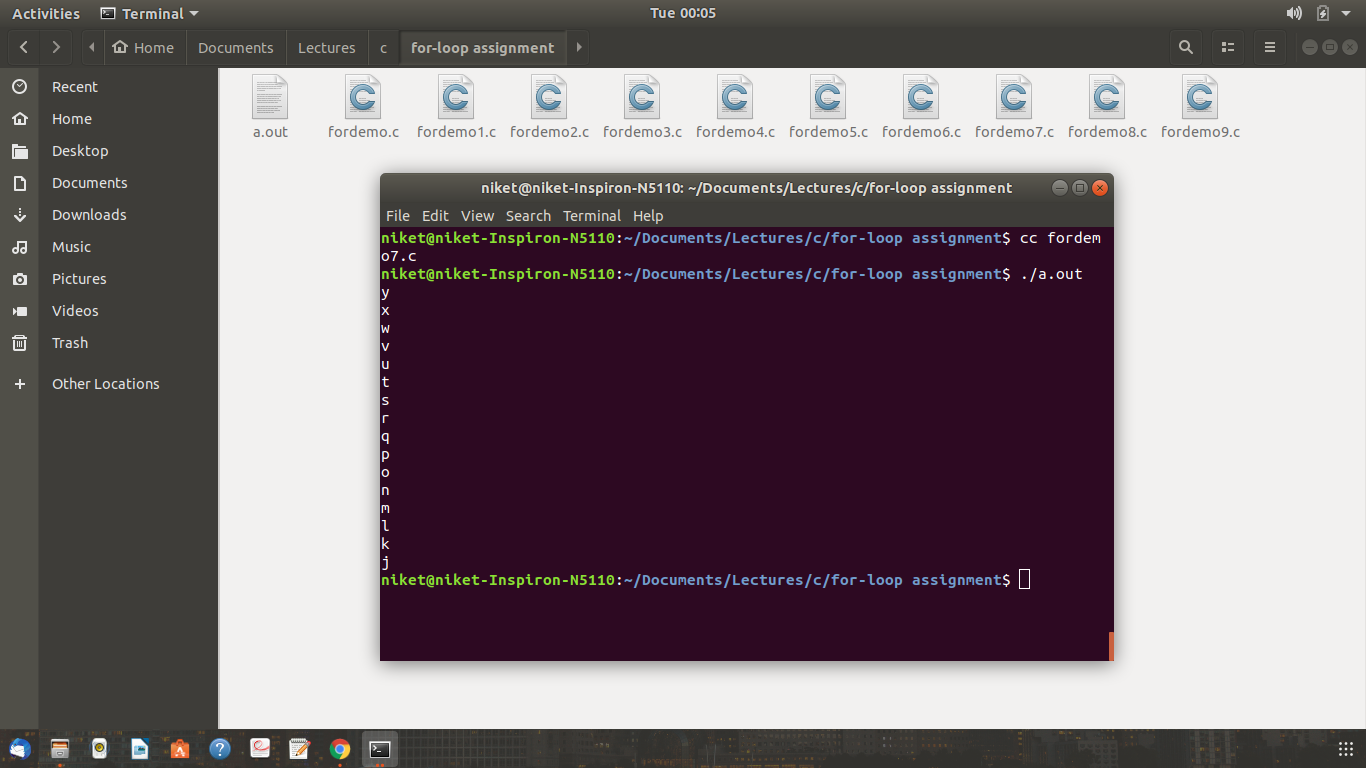 Activities Terminal Tue 00:05
Home Documents Lectures c for-loop assignment
Recent
Home
Desktop
Documents
Downloads
Music
Pictures
Videos
Trash
Other Locations
a.out fordemo.c fordemo1.c fordemo2.c fordemo3.c fordemo4.c fordemo5.c fordemo6.c fordemo7.c fordemo8.c fordemo9.c
niket@niket-Inspiron-N5110: ~/Documents/Lectures/c/for-loop assignment
File Edit View Search Terminal Help
niket@niket-Inspiron-N5110:~/Documents/Lectures/c/for-loop assignment$ cc fordem
o7.c
niket@niket-Inspiron-N5110:~/Documents/Lectures/c/for-loop assignment$ ./a.out
y
x
w
v
u
t
s
r
q
p
o
n
m
l
k
j
niket@niket-Inspiron-N5110:~/Documents/Lectures/c/for-loop assignment$